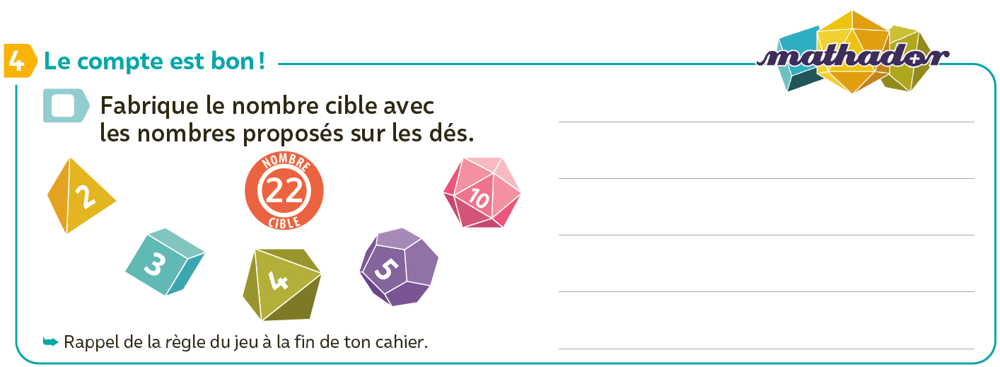 mathador
4 Le compte est bon !
Fabrique le nombre cible avec
les nombres proposés sur les dés.
NOMBRE
22
CIBLE
2
10
3
4
5
➥ Rappel de la règle du jeu à la fin de ton cahier.